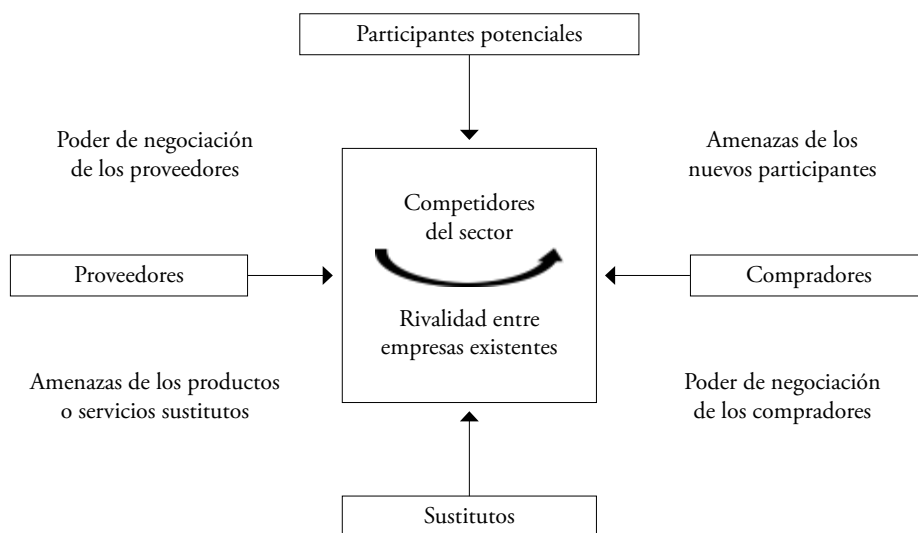 Participantes potenciales
Poder de negociación
de los proveedores
Amenazas de los
nuevos participantes
Competidores
del sector
Proveedores
Compradores
Rivalidad entre
empresas existentes
Amenazas de los productos
o servicios sustitutos
Poder de negociación
de los compradores
Sustitutos